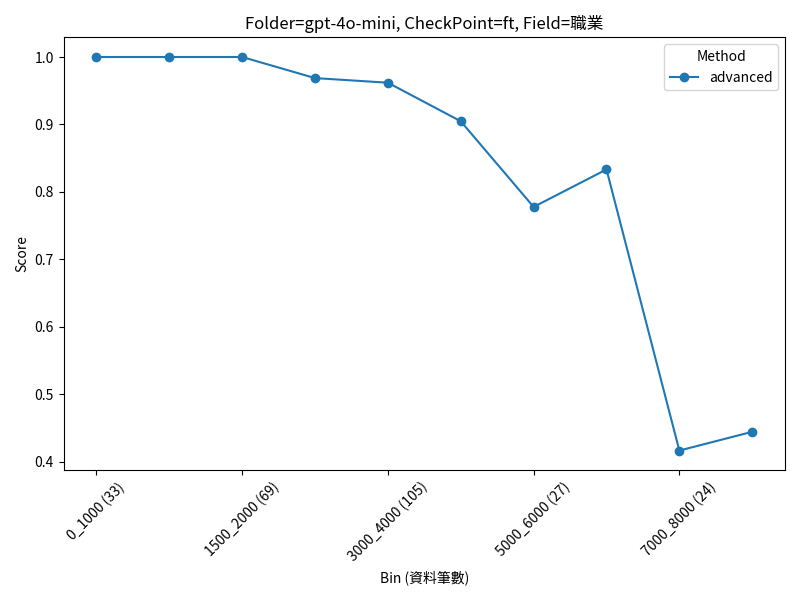 Folder=gpt-4o-mini, CheckPoint=ft, Field=職業
Method
advanced
Score
1.0
0.9
0.8
0.7
0.6
0.5
0.4
0_1000 (33)
1500_2000 (69)
3000_4000 (105)
5000_6000 (27)
7000_8000 (24)
Bin (資料筆數)